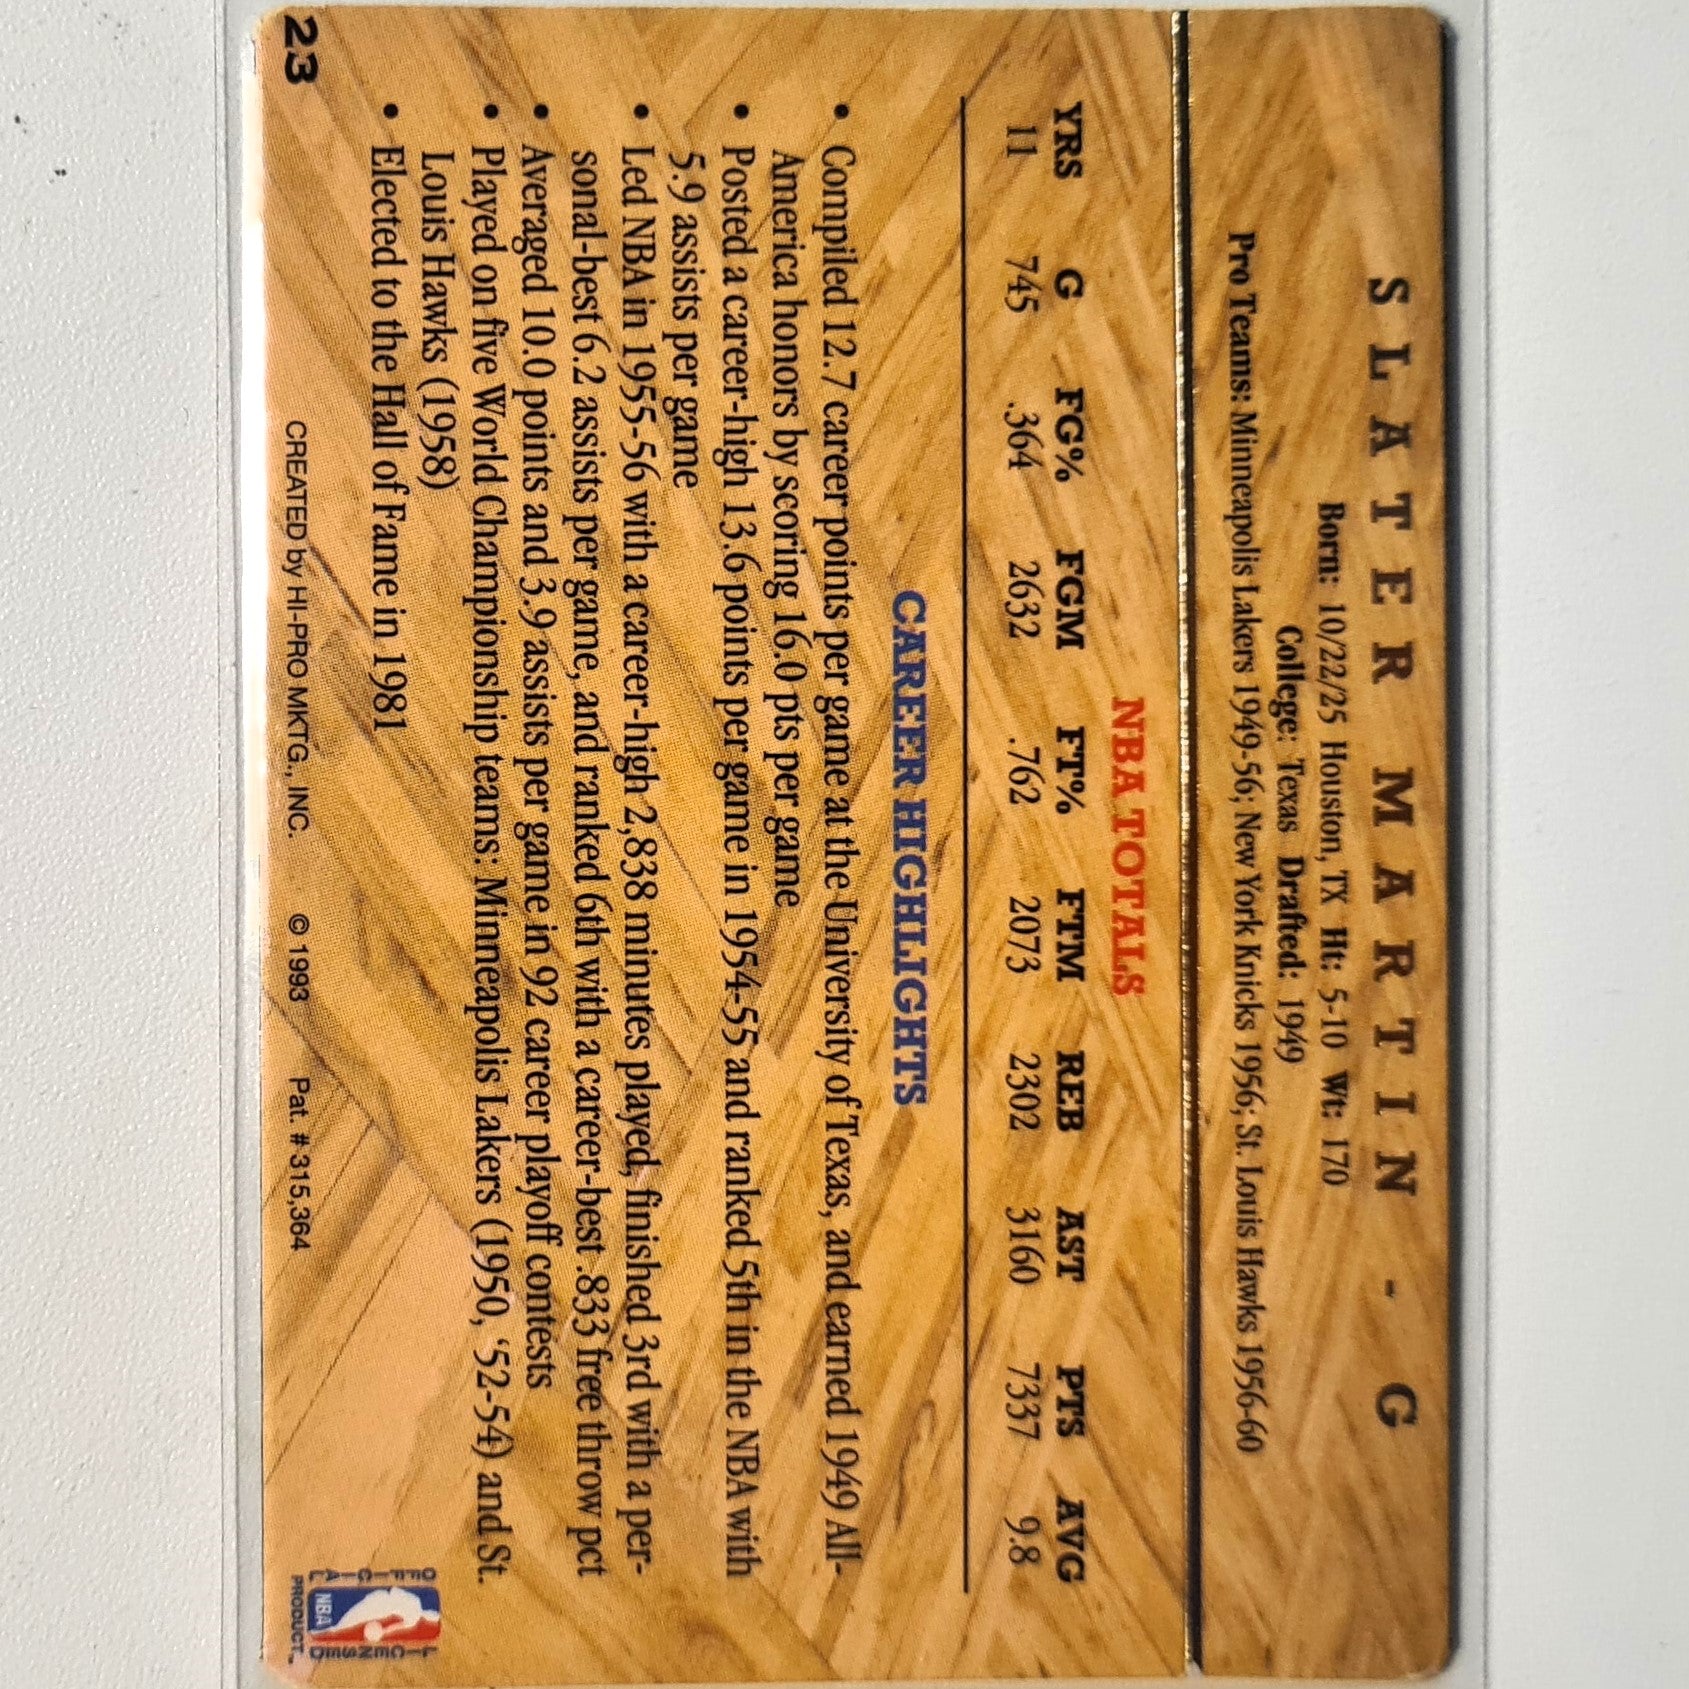 SLATER MARTIN - G
Born: 10/22/25 Houston, TX Ht: 5-10 Wt: 170
College: Texas Drafted: 1949
Pro Teams: Minneapolis Lakers 1949-56; New York Knicks 1956; St. Louis Hawks 1956-60
NBA TOTALS
YRS G FG% FGM FT% FTM REB AST PTS AVG
11 745 .364 2632 .762 2073 2302 3160 7337 9.8
CAREER HIGHLIGHTS
• Compiled 12.7 career points per game at the University of Texas, and earned 1949 All-
America honors by scoring 16.0 pts per game
• Posted a career-high 13.6 points per game in 1954-55 and ranked 5th in the NBA with
5.9 assists per game
• Led NBA in 1955-56 with a career-high 2,838 minutes played, finished 3rd with a per-
sonal-best 6.2 assists per game, and ranked 6th with a career-best .833 free throw pct
• Averaged 10.0 points and 3.9 assists per game in 92 career playoff contests
• Played on five World Championship teams: Minneapolis Lakers (1950, ‘52-54) and St.
Louis Hawks (1958)
• Elected to the Hall of Fame in 1981
23
CREATED by HI-PRO MKTG., INC. © 1993 Pat. # 315,364
OFFICIAL
NBA
LICENSED
PRODUCT™